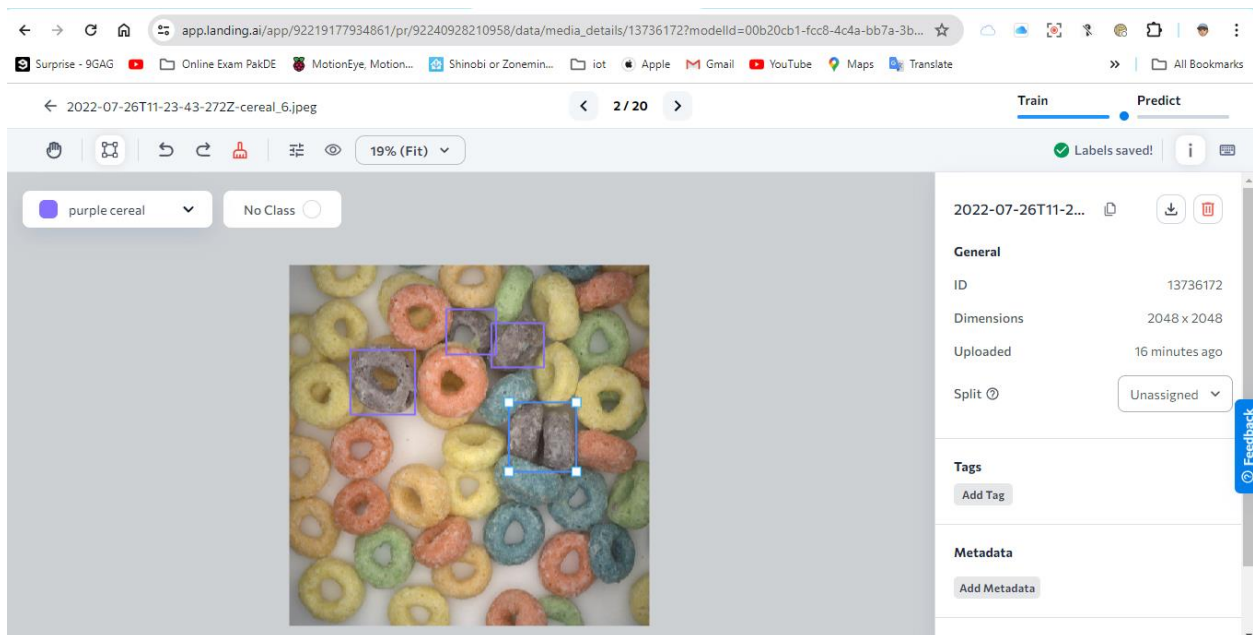 app.landing.ai/app/92219177934861/pr/92240928210958/data/media_details/13736172?modelId=00b20cb1-fcc8-4c4a-bb7a-3b...
Surprise - 9GAG Online Exam PakDE MotionEye, Motion... Shinobi or Zonemin... iot Apple Gmail YouTube Maps Translate » All Bookmarks
2022-07-26T11-23-43-272Z-cereal_6.jpeg 2 / 20 Train Predict
19% (Fit) Labels saved!
purple cereal No Class
2022-07-26T11-2...
General
ID 13736172
Dimensions 2048 x 2048
Uploaded 16 minutes ago
Split Unassigned
Feedback
Tags
Add Tag
Metadata
Add Metadata